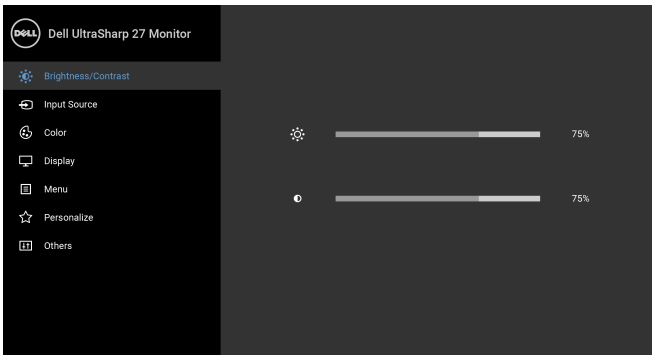 DELL
Dell UltraSharp 27 Monitor
Brightness/Contrast
Input Source
Color
Display
Menu
Personalize
Others
75%
75%